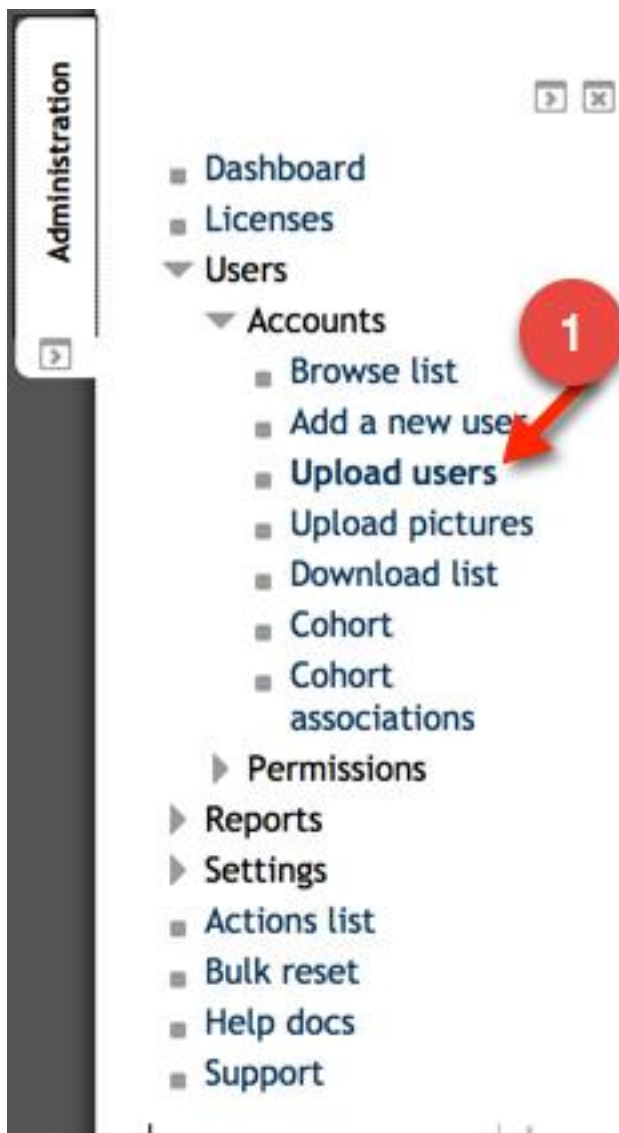 Administration
Dashboard
Licenses
Users
Accounts
1
Browse list
Add a new user
Upload users
Upload pictures
Download list
Cohort
Cohort
associations
Permissions
Reports
Settings
Actions list
Bulk reset
Help docs
Support